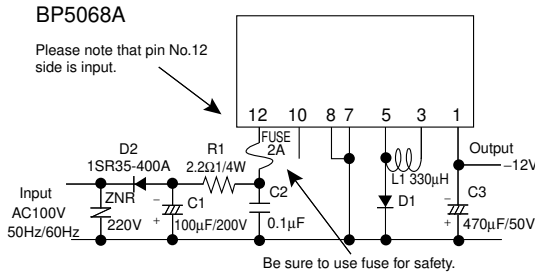 BP5068A
Please note that pin No.12
side is input.
12 10 8 7 5 3 1
FUSE
2A
D2
1SR35-400A
R1
2.2Ω1/4W
L1 330μH
Output
−12V
Input
AC100V
50Hz/60Hz
ZNR
220V
−
+
C1
100μF/200V
C2
0.1μF
D1
−
+
C3
470μF/50V
Be sure to use fuse for safety.